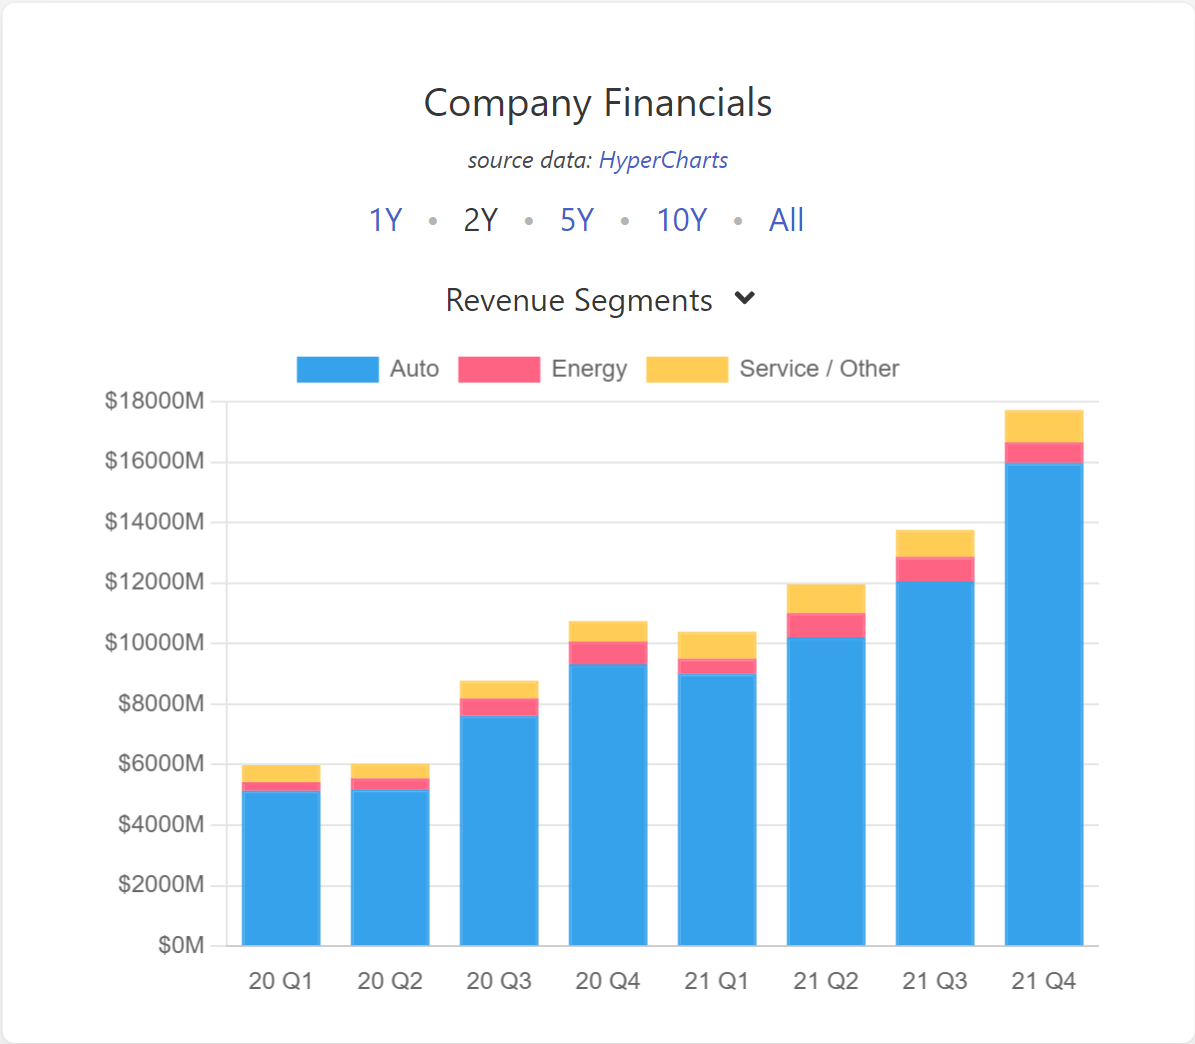 Company Financials
source data: HyperCharts
1Y • 2Y • 5Y • 10Y • All
Revenue Segments
Auto Energy Service / Other
$18000M
$16000M
$14000M
$12000M
$10000M
$8000M
$6000M
$4000M
$2000M
$0M
20 Q1 20 Q2 20 Q3 20 Q4 21 Q1 21 Q2 21 Q3 21 Q4